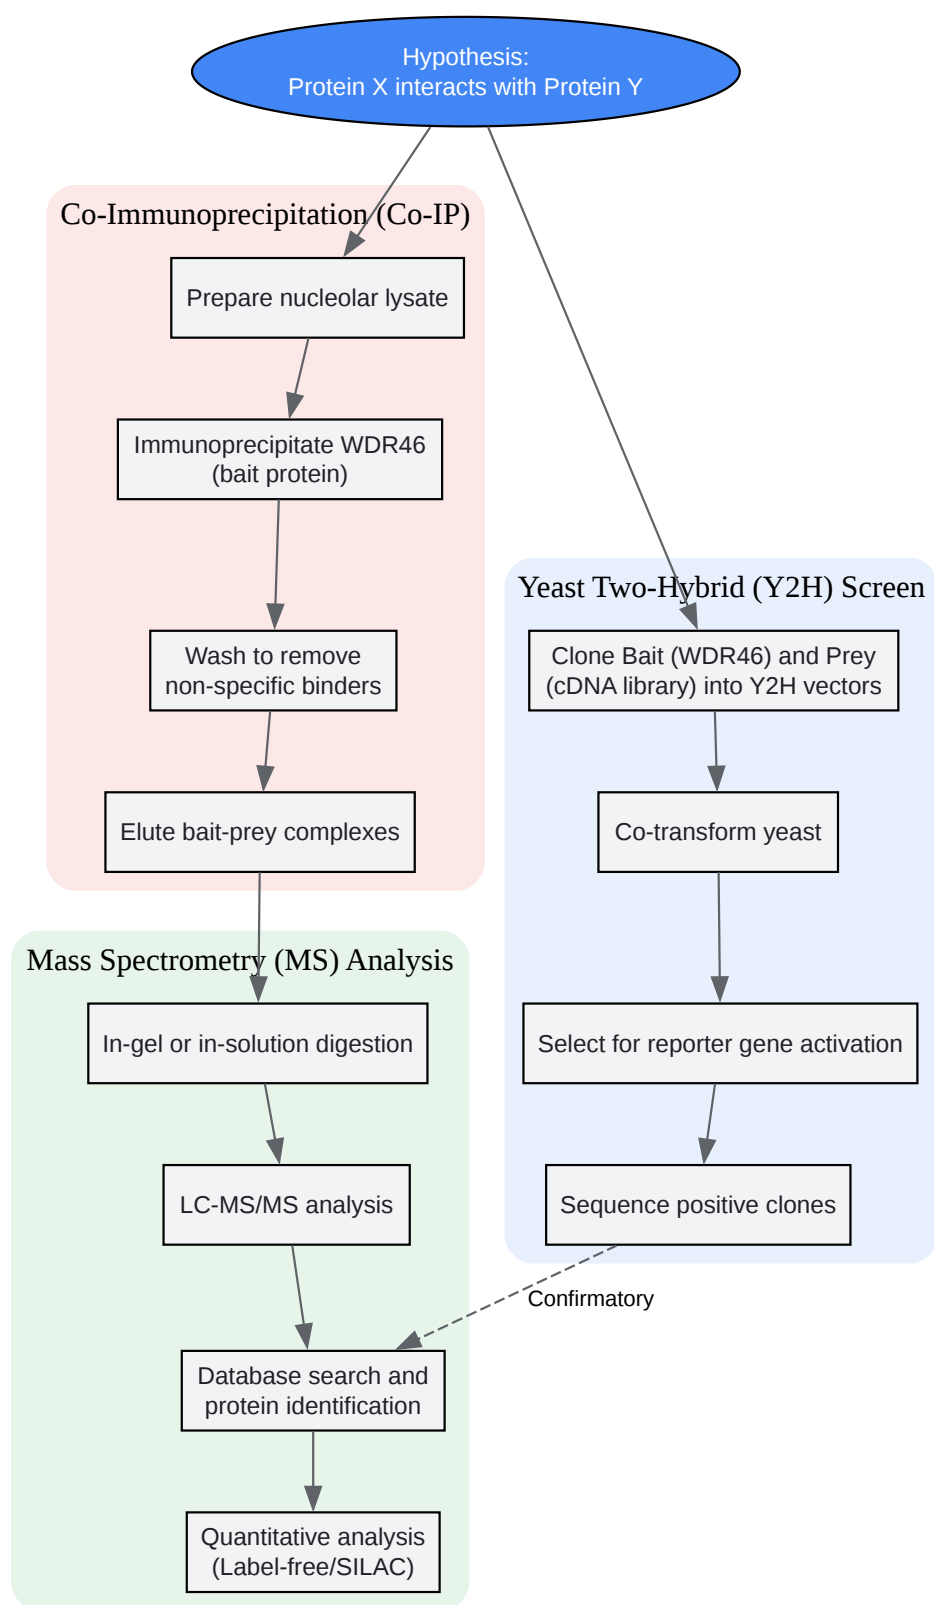 Hypothesis:
Protein X interacts with Protein Y
Co-Immunoprecipitation (Co-IP)
Prepare nucleolar lysate
Immunoprecipitate WDR46
(bait protein)
Wash to remove
non-specific binders
Elute bait-prey complexes
Yeast Two-Hybrid (Y2H) Screen
Clone Bait (WDR46) and Prey
(cDNA library) into Y2H vectors
Co-transform yeast
Select for reporter gene activation
Sequence positive clones
Confirmatory
Mass Spectrometry (MS) Analysis
In-gel or in-solution digestion
LC-MS/MS analysis
Database search and
protein identification
Quantitative analysis
(Label-free/SILAC)